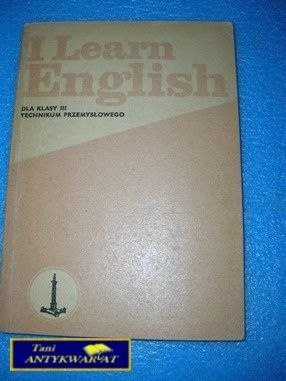 I Learn
English
DLA KLASY III
TECHNIKUM PRZEMYSŁOWEGO
Tani
ANTYKWARIAT